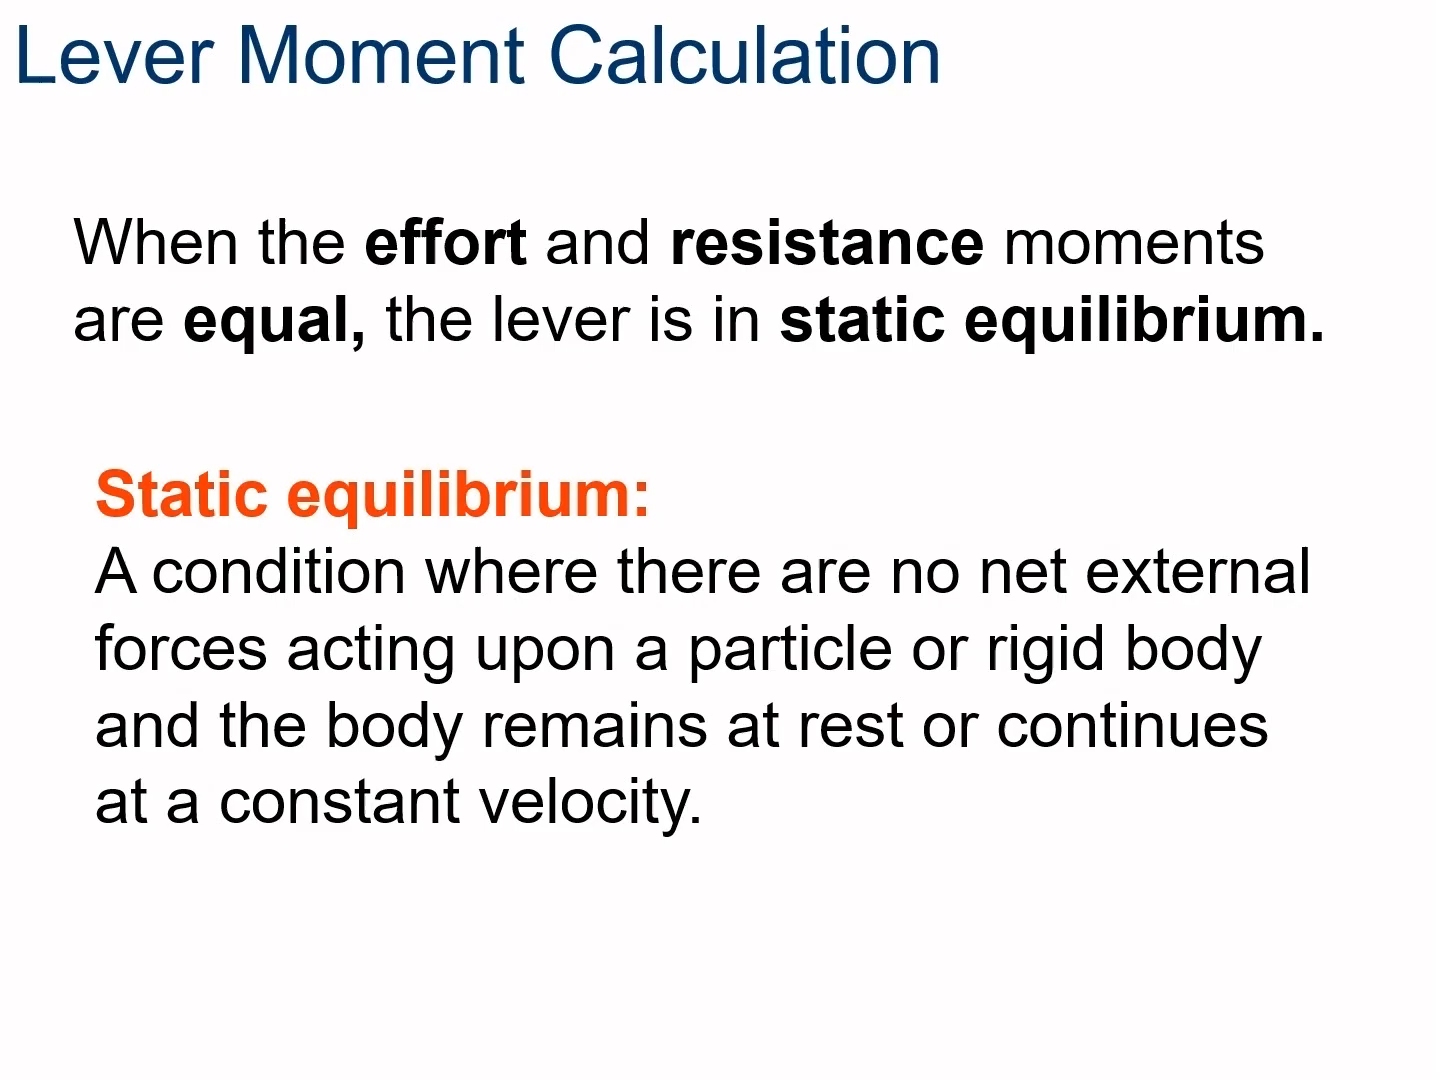 Lever Moment Calculation
When the effort and resistance moments
are equal, the lever is in static equilibrium.
Static equilibrium:
A condition where there are no net external
forces acting upon a particle or rigid body
and the body remains at rest or continues
at a constant velocity.